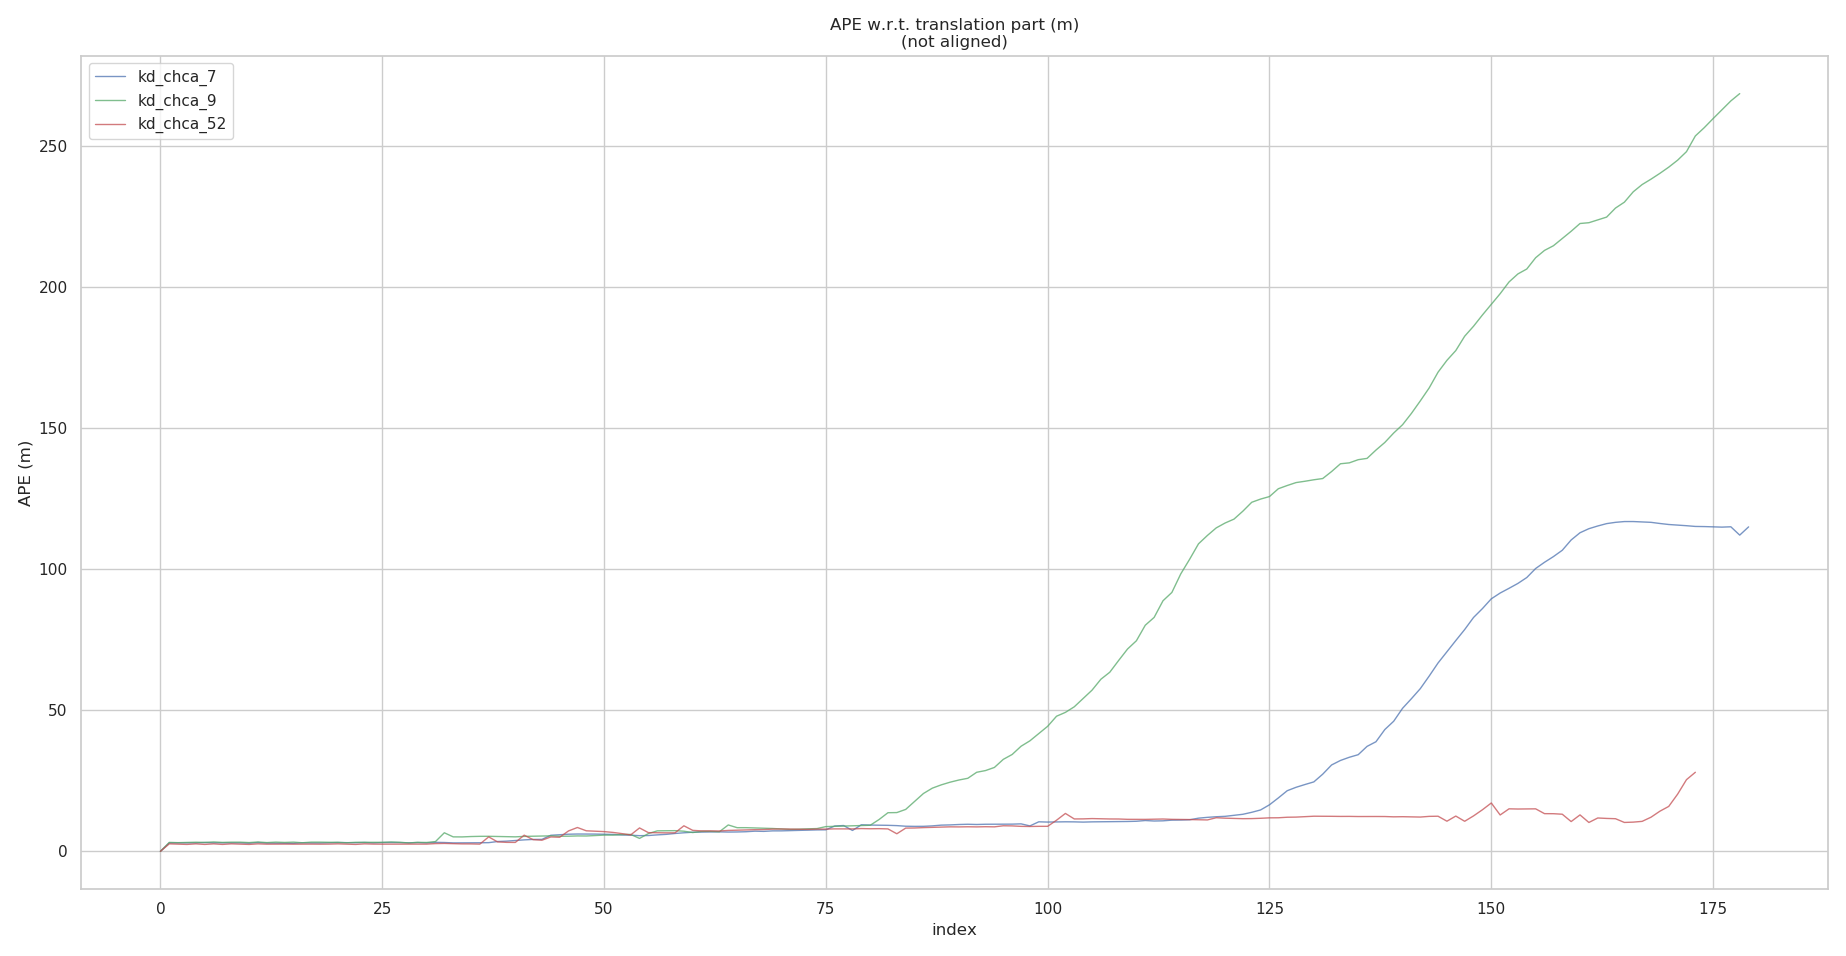 APE w.r.t. translation part (m)
(not aligned)
kd_chca_7
kd_chca_9
kd_chca_52
250
200
150
100
50
0
APE (m)
0 25 50 75 100 125 150 175
index